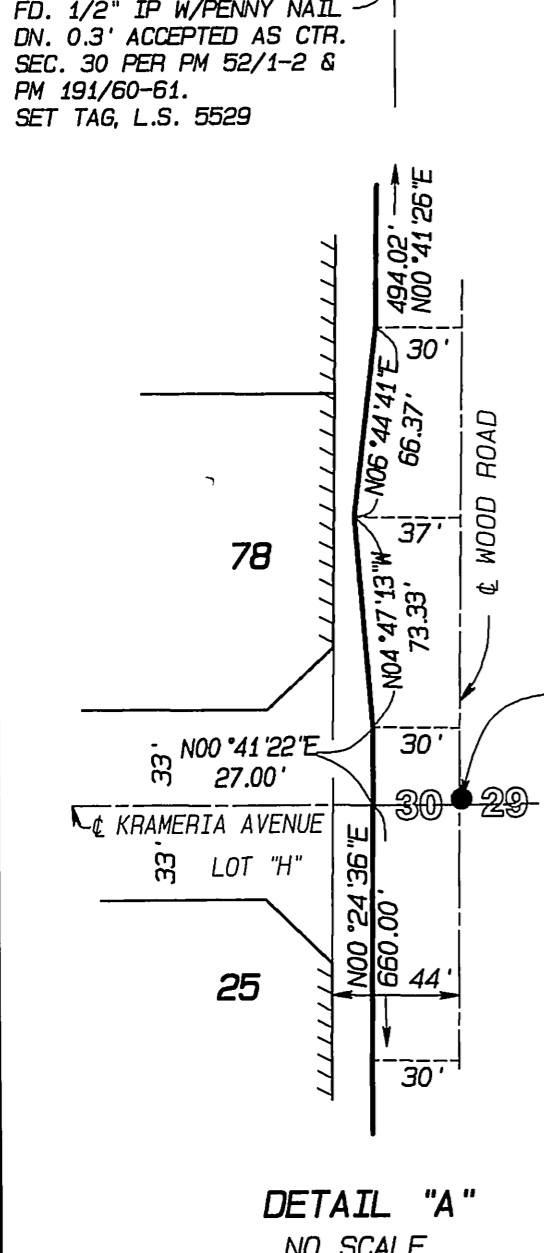 FD. 1/2" IP W/PENNY NAIL
DN. 0.3' ACCEPTED AS CTR.
SEC. 30 PER PM 52/1-2 &
PM 191/60-61.
SET TAG, L.S. 5529
494.02'
N00°41'26"E
30'
N06°44'41"E
66.37'
37'
℄ WOOD ROAD
78
N04°47'13"W
73.33'
30'
33'
N00°41'22"E
27.00'
30
29
℄ KRAMERIA AVENUE
33'
LOT "H"
N00°24'36"E
660.00'
25
44'
30'
DETAIL "A"
NO SCALE